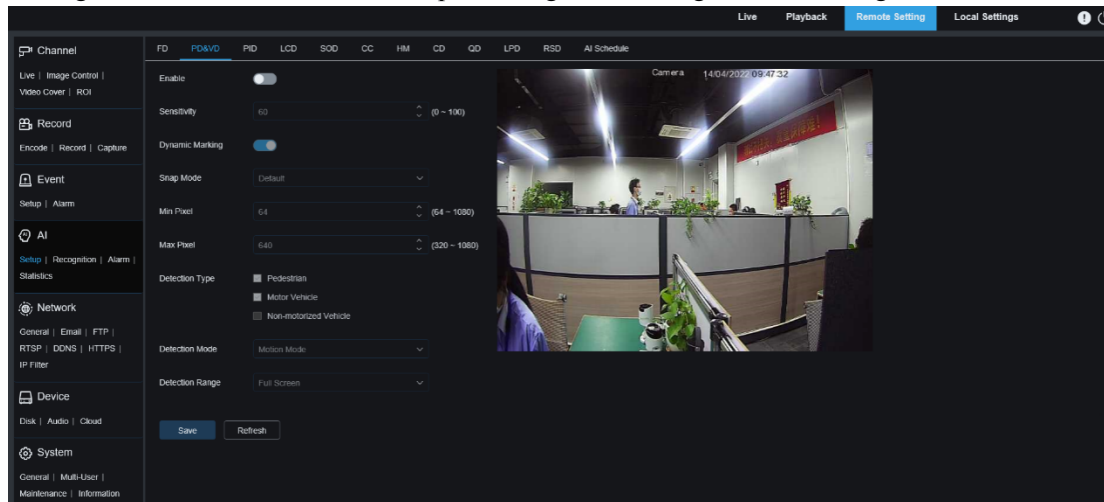 Live Playback Remote Setting Local Settings
Channel
Live | Image Control |
Video Cover | ROI
Record
Encode | Record | Capture
Event
Setup | Alarm
AI
Setup | Recognition | Alarm |
Statistics
Network
General | Email | FTP |
RTSP | DDNS | HTTPS |
IP Filter
Device
Disk | Audio | Cloud
System
General | Multi-User |
Maintenance | Information
FD PD&VD PID LCD SOD CC HM CD QD LPD RSD AI Schedule
Enable
Sensitivity 60 (0 ~ 100)
Dynamic Marking
Snap Mode Default
Min Pixel 64 (64 ~ 1080)
Max Pixel 640 (320 ~ 1080)
Detection Type Pedestrian
Motor Vehicle
Non-motorized Vehicle
Detection Mode Motion Mode
Detection Range Full Screen
Save Refresh
Camera 14/04/2022 09:47:32